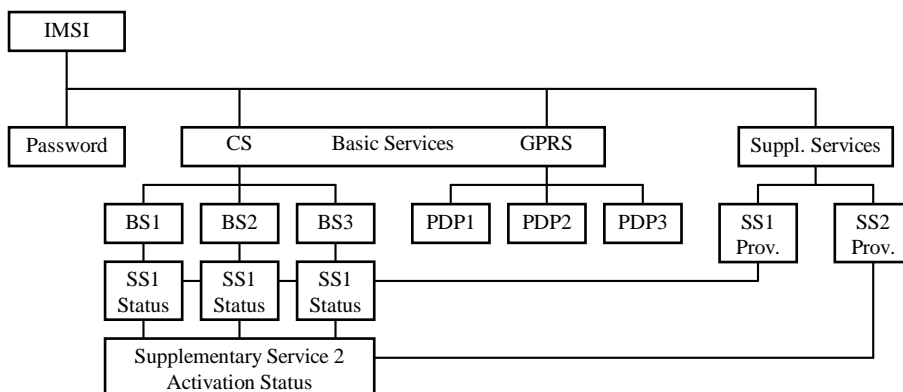 IMSI
Password
CS Basic Services GPRS
Suppl. Services
BS1
BS2
BS3
PDP1
PDP2
PDP3
SS1
Prov.
SS2
Prov.
SS1
Status
SS1
Status
SS1
Status
Supplementary Service 2
Activation Status